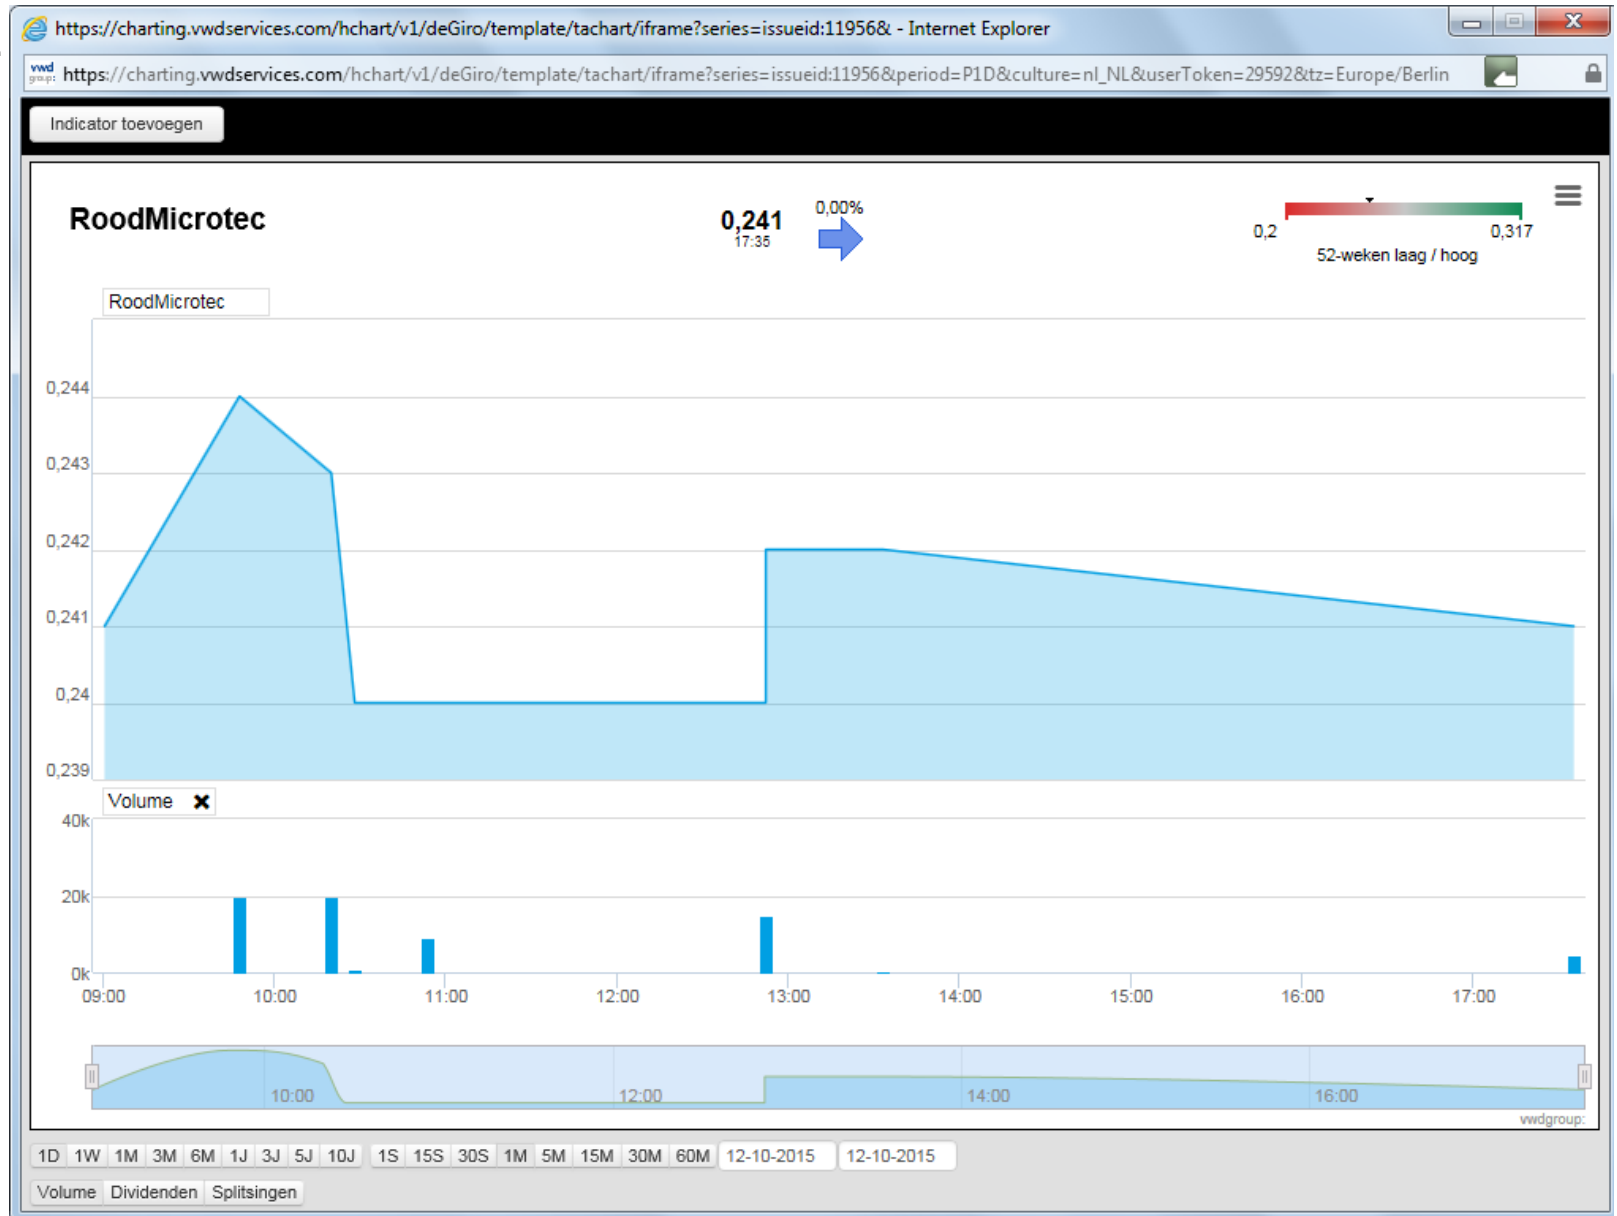 https://charting.vwdservices.com/hchart/v1/deGiro/template/tachart/iframe?series=issueid:11956& - Internet Explorer
vwd group: https://charting.vwdservices.com/hchart/v1/deGiro/template/tachart/iframe?series=issueid:11956&period=P1D&culture=nl_NL&userToken=29592&tz=Europe/Berlin
Indicator toevoegen
RoodMicrotec
0,241
17:35
0,00%
0,2 0,317
52-weken laag / hoog
RoodMicrotec
0,244
0,243
0,242
0,241
0,24
0,239
Volume
40k
20k
0k
09:00 10:00 11:00 12:00 13:00 14:00 15:00 16:00 17:00
10:00 12:00 14:00 16:00
vwdgroup:
1D 1W 1M 3M 6M 1J 3J 5J 10J 1S 15S 30S 1M 5M 15M 30M 60M 12-10-2015 12-10-2015
Volume Dividenden Splitsingen